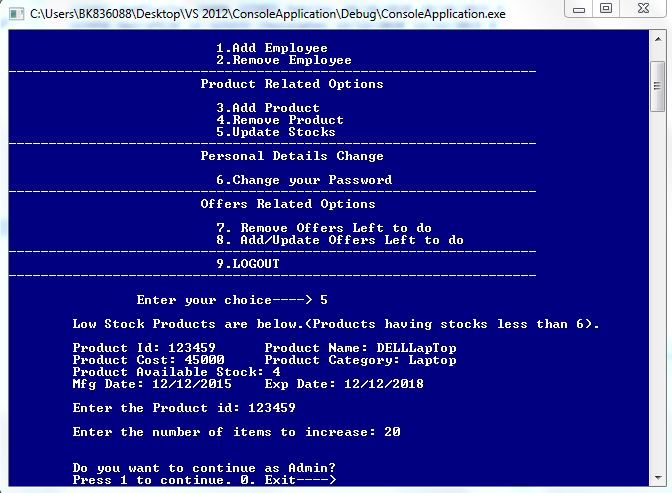 C:\Users\BK836088\Desktop\VS 2012\ConsoleApplication\Debug\ConsoleApplication.exe
1.Add Employee
2.Remove Employee
Product Related Options
3.Add Product
4.Remove Product
5.Update Stocks
Personal Details Change
6.Change your Password
Offers Related Options
7. Remove Offers Left to do
8. Add/Update Offers Left to do
9.LOGOUT
Enter your choice----> 5
Low Stock Products are below.(Products having stocks less than 6).
Product Id: 123459 Product Name: DELLLapTop
Product Cost: 45000 Product Category: Laptop
Product Available Stock: 4
Mfg Date: 12/12/2015 Exp Date: 12/12/2018
Enter the Product id: 123459
Enter the number of items to increase: 20
Do you want to continue as Admin?
Press 1 to continue. 0. Exit---->